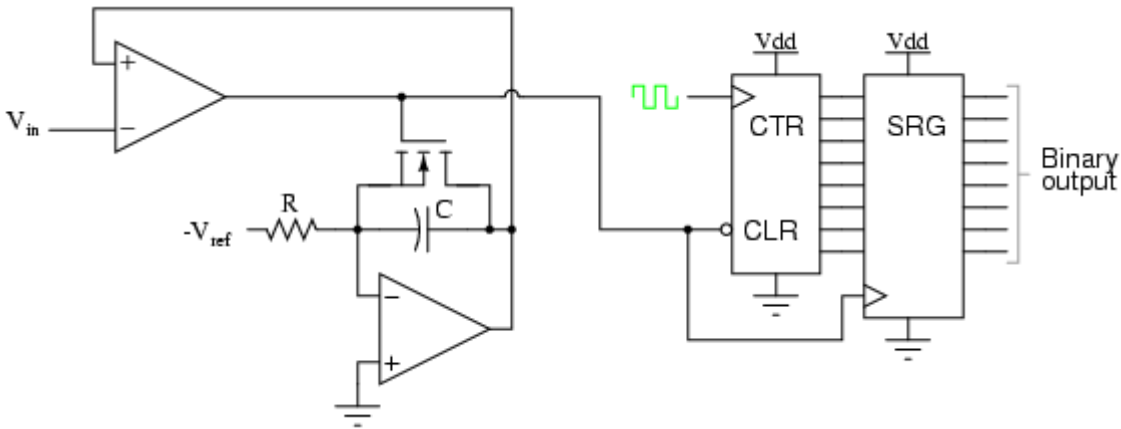 Vdd Vdd
+
Vin
−
CTR SRG
Binary
output
R C
-Vref
CLR
−
+